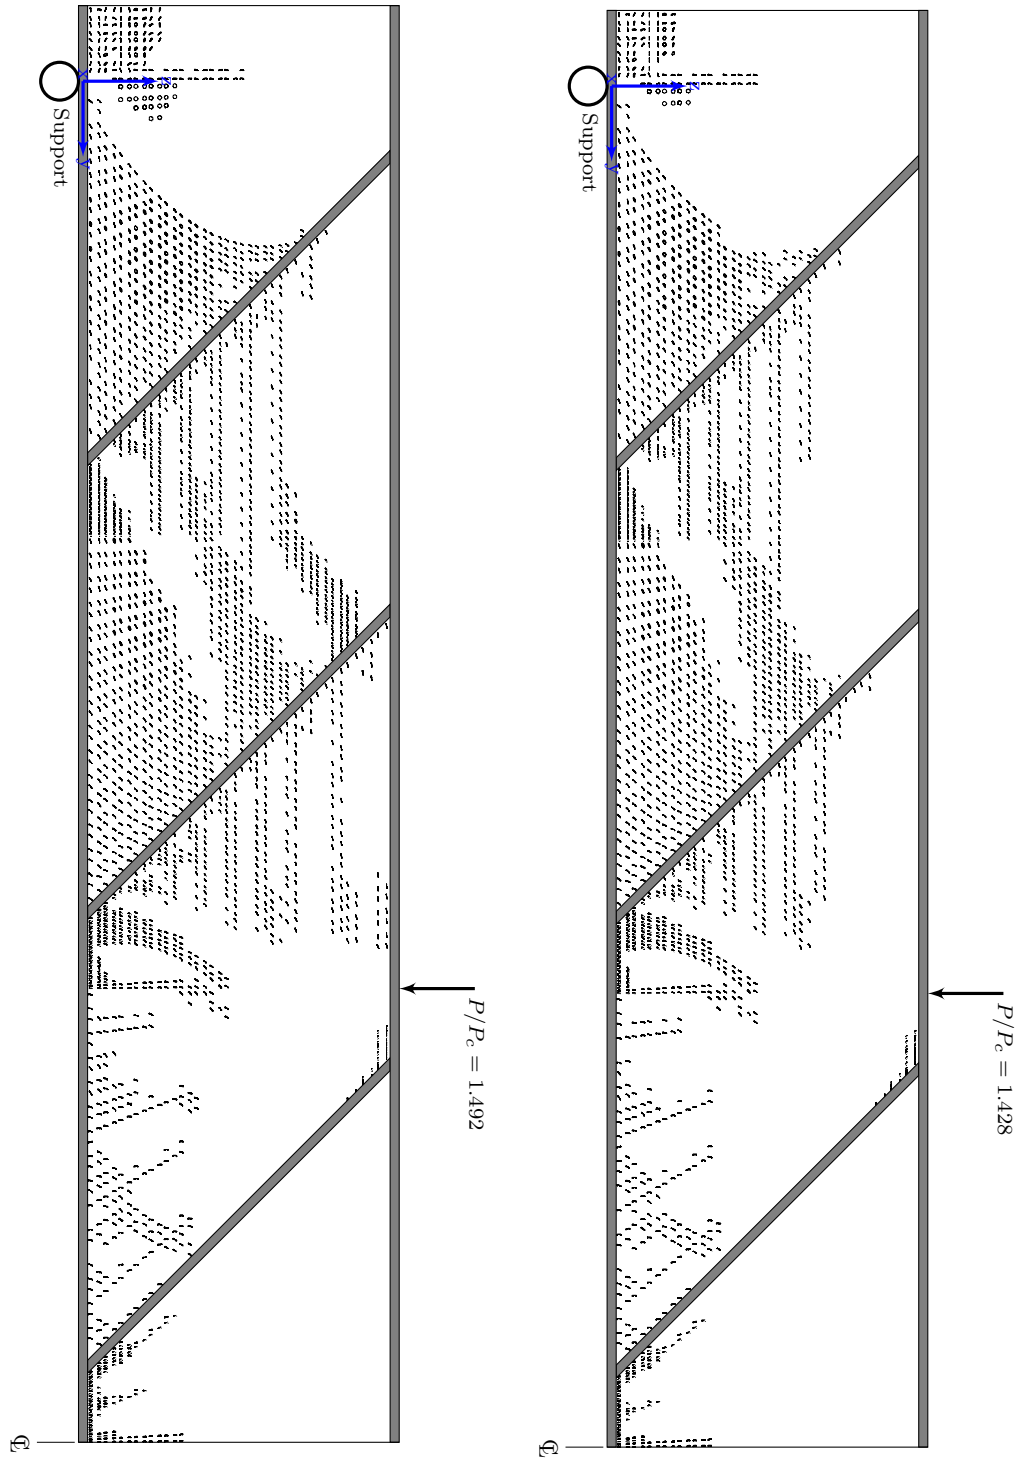 P/P_c = 1.428
Support
X
Z
Y
℄
P/P_c = 1.492
Support
X
Z
Y
℄